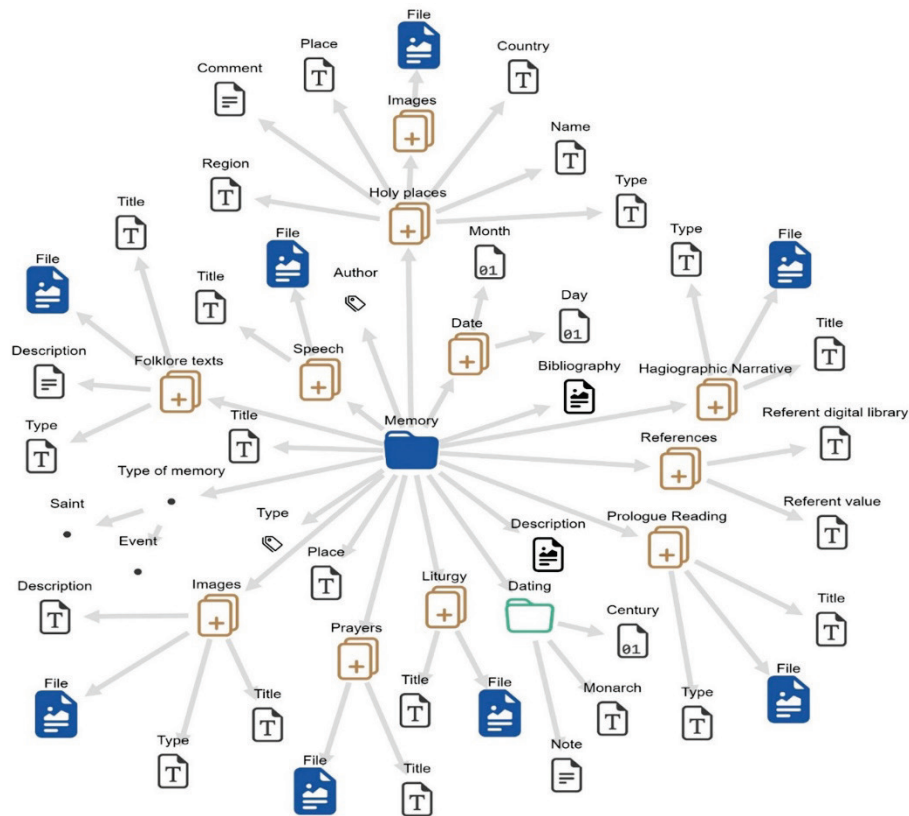 File
Place
Country
Comment
Images
Name
Region
Holy places
Type
Title
Month
Type
File
File
File
Author
Title
Day
Date
Title
Description
Folklore texts
Speech
Bibliography
Hagiographic Narrative
Referent digital library
Type
Title
Memory
References
Type of memory
Saint
Referent value
Type
Description
Prologue Reading
Event
Place
Description
Images
Liturgy
Dating
Century
Title
Prayers
File
Title
Title
File
Monarch
Type
File
Type
Note
File
Title